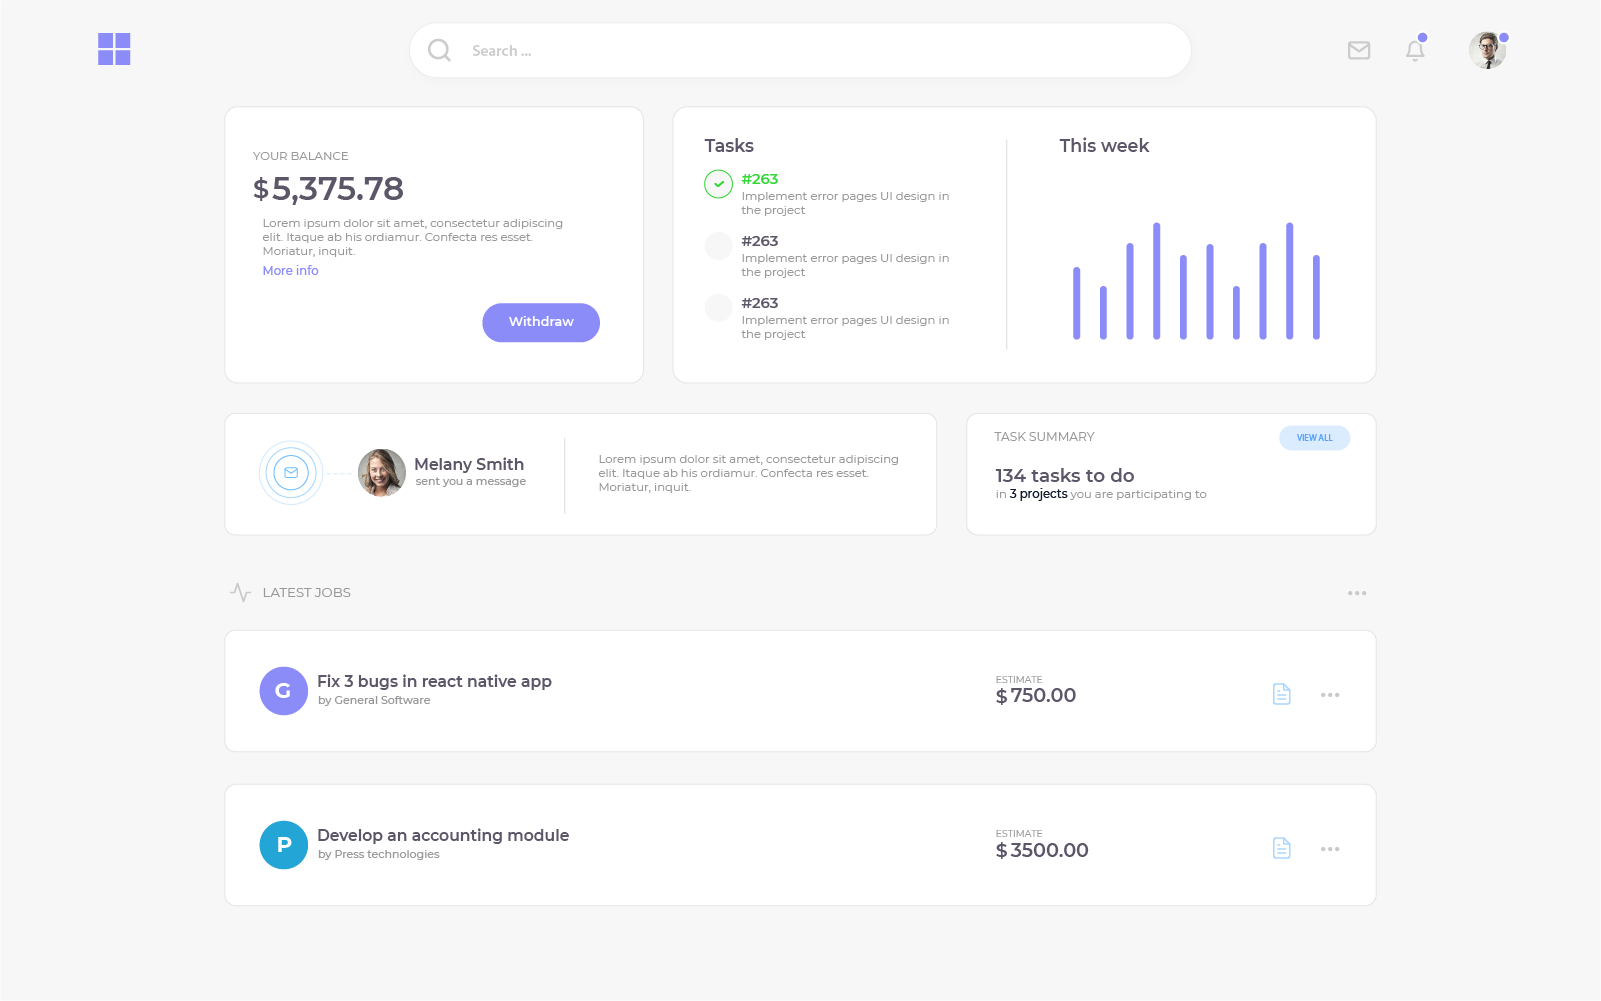 Search ...
YOUR BALANCE
$5,375.78
Lorem ipsum dolor sit amet, consectetur adipiscing
elit. Itaque ab his ordiamur. Confecta res esset.
Moriatur, inquit.
More info
Withdraw
Tasks
#263
Implement error pages UI design in
the project
#263
Implement error pages UI design in
the project
#263
Implement error pages UI design in
the project
This week
Melany Smith
sent you a message
Lorem ipsum dolor sit amet, consectetur adipiscing
elit. Itaque ab his ordiamur. Confecta res esset.
Moriatur, inquit.
TASK SUMMARY
VIEW ALL
134 tasks to do
in 3 projects you are participating to
LATEST JOBS
G
Fix 3 bugs in react native app
by General Software
ESTIMATE
$750.00
P
Develop an accounting module
by Press technologies
ESTIMATE
$3500.00